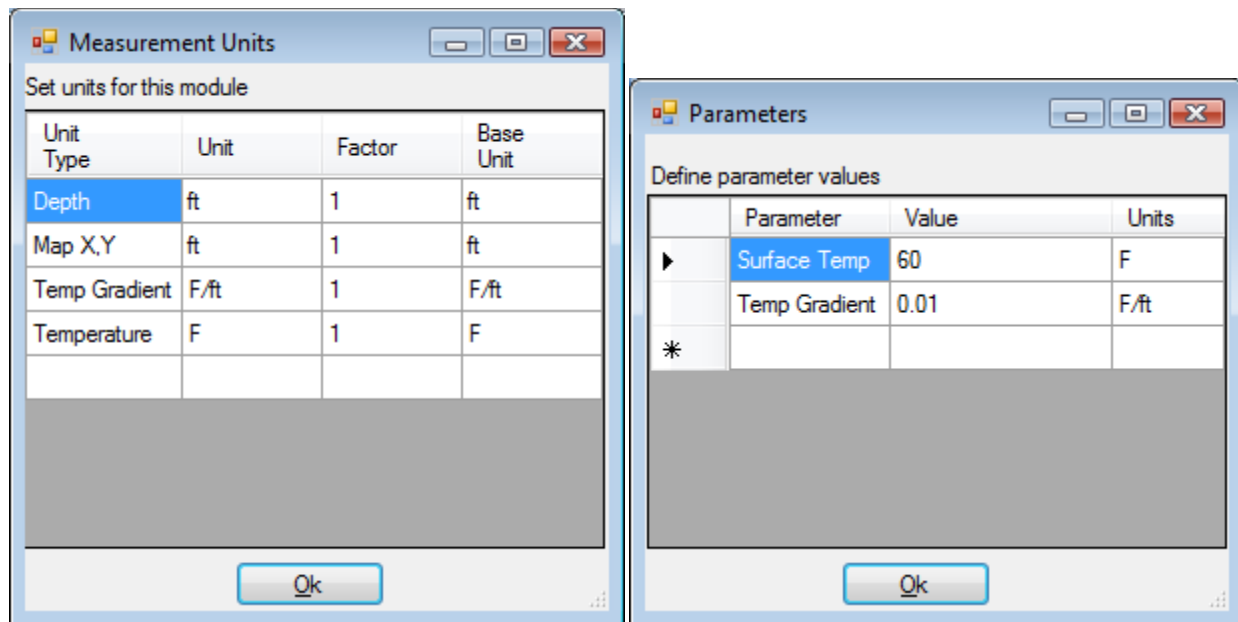 Measurement Units
Set units for this module
Unit Type Unit Factor Base Unit
Depth ft 1 ft
Map X,Y ft 1 ft
Temp Gradient F/ft 1 F/ft
Temperature F 1 F
Ok
Parameters
Define parameter values
Parameter Value Units
Surface Temp 60 F
Temp Gradient 0.01 F/ft
Ok